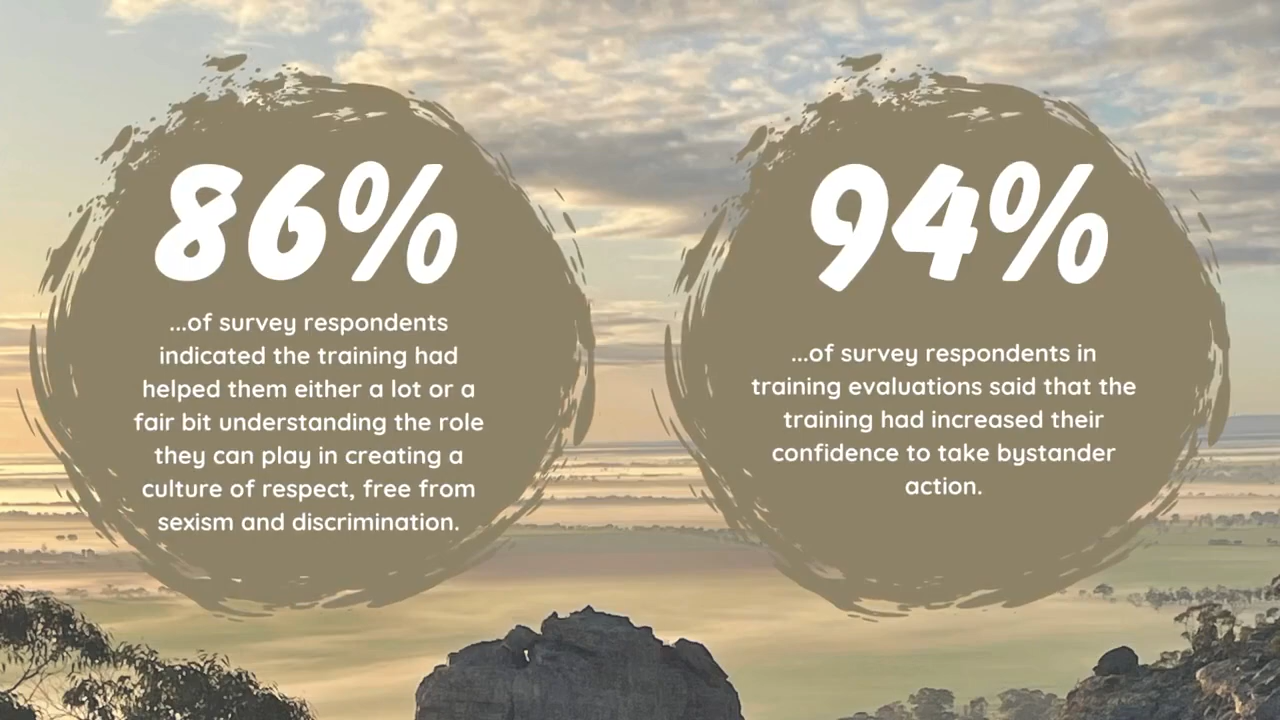 86%
...of survey respondents
indicated the training had
helped them either a lot or a
fair bit understanding the role
they can play in creating a
culture of respect, free from
sexism and discrimination.
94%
...of survey respondents in
training evaluations said that the
training had increased their
confidence to take bystander
action.